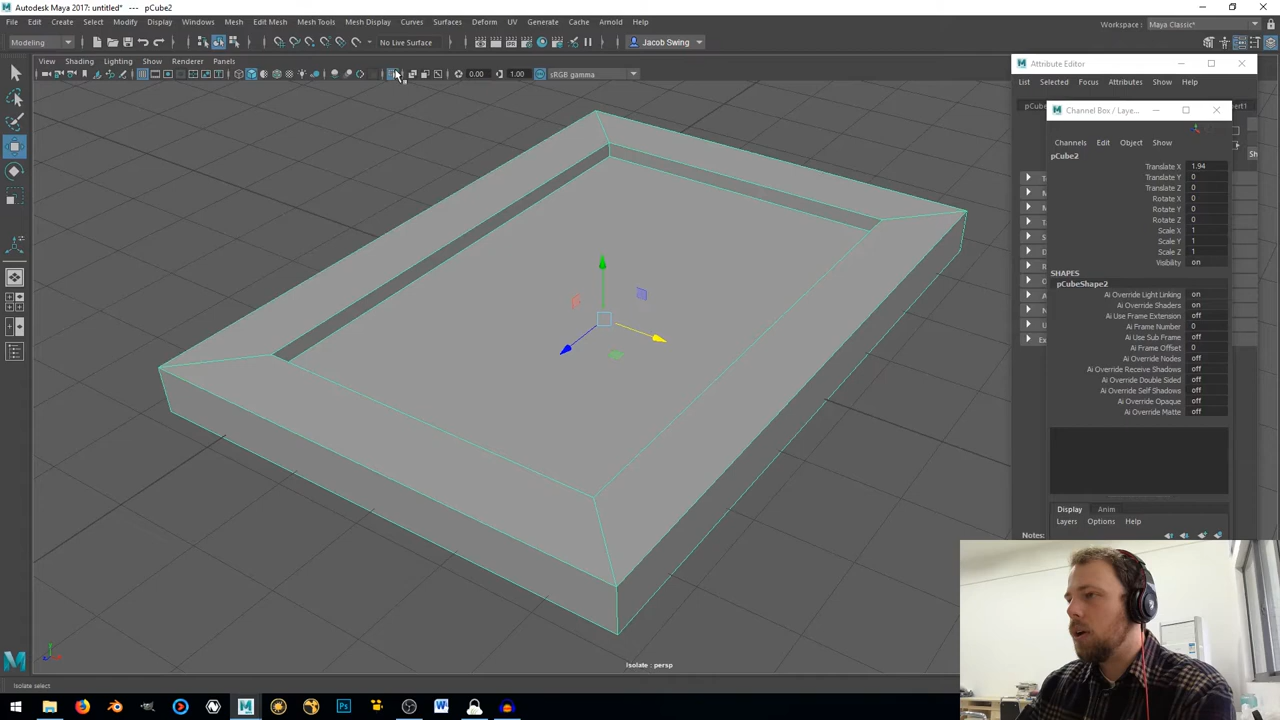 Autodesk Maya 2017: untitled* --- pCube2
File Edit Create Select Modify Display Windows Mesh Edit Mesh Mesh Tools Mesh Display Curves Surfaces Deform UV Generate Cache Arnold Help
Workspace: Maya Classic*
Modeling
No Live Surface
Jacob Swing
View Shading Lighting Show Renderer Panels
0.00 1.00 sRGB gamma
Attribute Editor
List Selected Focus Attributes Show Help
pCube
Channel Box / Laye...
Channels Edit Object Show
pCube2
Translate X 1.94
Translate Y 0
Translate Z 0
Rotate X 0
Rotate Y 0
Rotate Z 0
Scale X 1
Scale Y 1
Scale Z 1
Visibility on
SHAPES
pCubeShape2
Ai Override Light Linking on
Ai Override Shaders on
Ai Use Frame Extension off
Ai Frame Number 0
Ai Use Sub Frame off
Ai Frame Offset 0
Ai Override Nodes off
Ai Override Receive Shadows off
Ai Override Double Sided off
Ai Override Self Shadows off
Ai Override Opaque off
Ai Override Matte off
Display Anim
Layers Options Help
Notes:
Isolate : persp
Isolate select